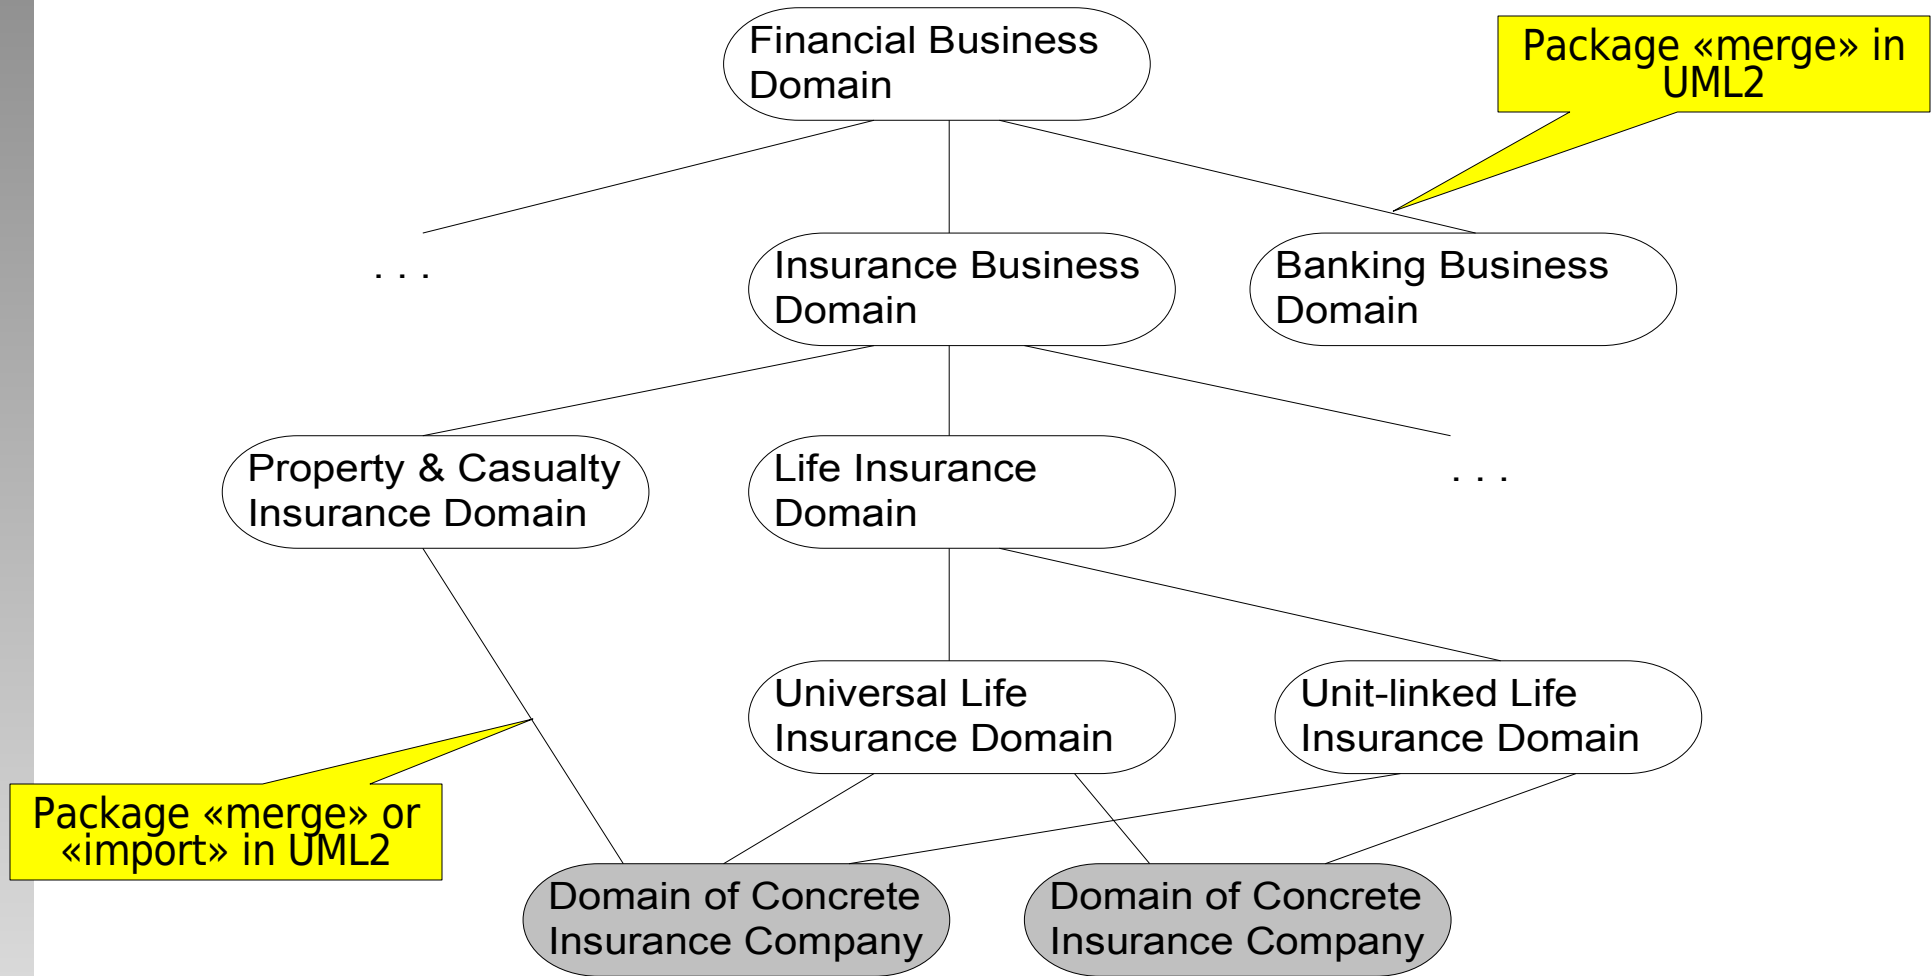 Financial Business
Domain
Package «merge» in
UML2
. . .
Insurance Business
Domain
Banking Business
Domain
Property & Casualty
Insurance Domain
Life Insurance
Domain
. . .
Universal Life
Insurance Domain
Unit-linked Life
Insurance Domain
Package «merge» or
«import» in UML2
Domain of Concrete
Insurance Company
Domain of Concrete
Insurance Company